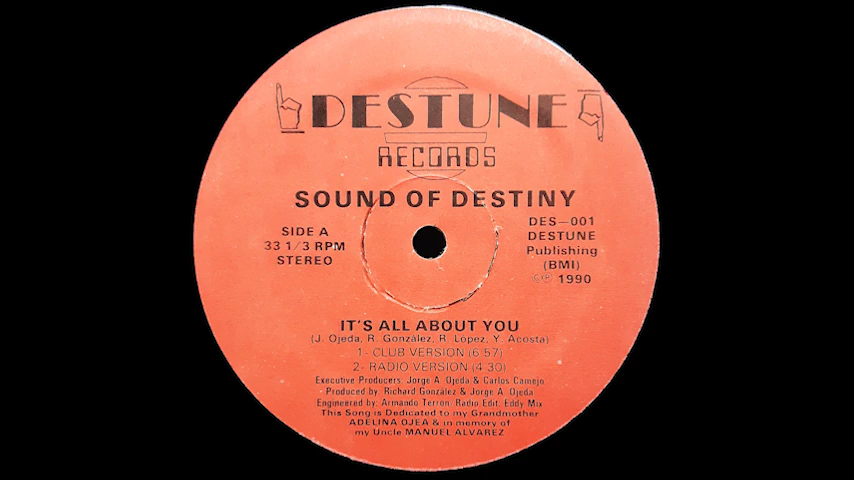 DESTUNE
RECORDS
SOUND OF DESTINY
SIDE A
33 1/3 RPM
STEREO
DES-001
DESTUNE
Publishing
(BMI)
©℗ 1990
IT'S ALL ABOUT YOU
(J. Ojeda, R. González, R. Lopez, Y. Acosta)
1- CLUB VERSION (6:57)
2- RADIO VERSION (4:30)
Executive Producers: Jorge A. Ojeda & Carlos Camejo
Produced by: Richard González & Jorge A. Ojeda
Engineered by: Armando Terron. Radio Edit: Eddy Mix
This Song is Dedicated to my Grandmother
ADELINA OJEA & in memory of
my Uncle MANUEL ALVAREZ